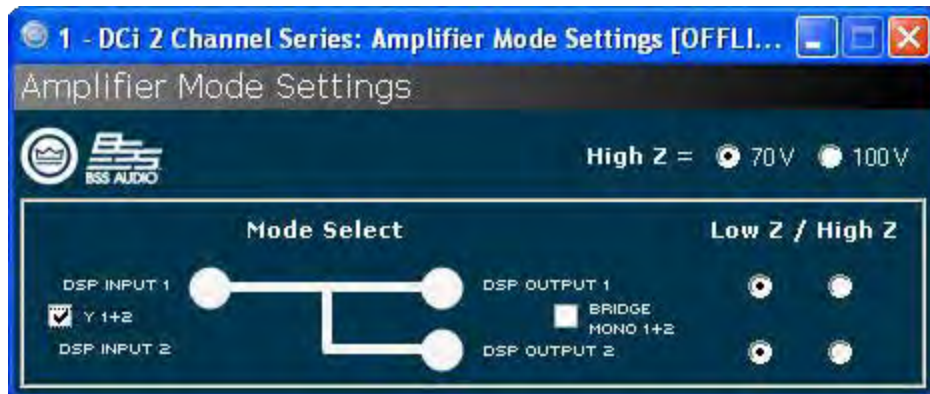 1 - DCi 2 Channel Series: Amplifier Mode Settings [OFFLI...
Amplifier Mode Settings
BSS AUDIO
High Z = 70V 100V
Mode Select
Low Z / High Z
DSP INPUT 1
DSP OUTPUT 1
Y 1+2
BRIDGE
MONO 1+2
DSP INPUT 2
DSP OUTPUT 2